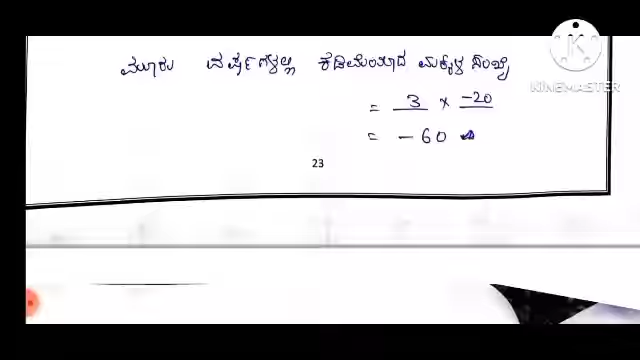 ಮೂರು ವರ್ಷಗಳಲ್ಲಿ ಕಡಿಮೆಯಾದ ಮಕ್ಕಳ ಸಂಖ್ಯೆ
= 3 × -20
= - 60
23
KINEMASTER